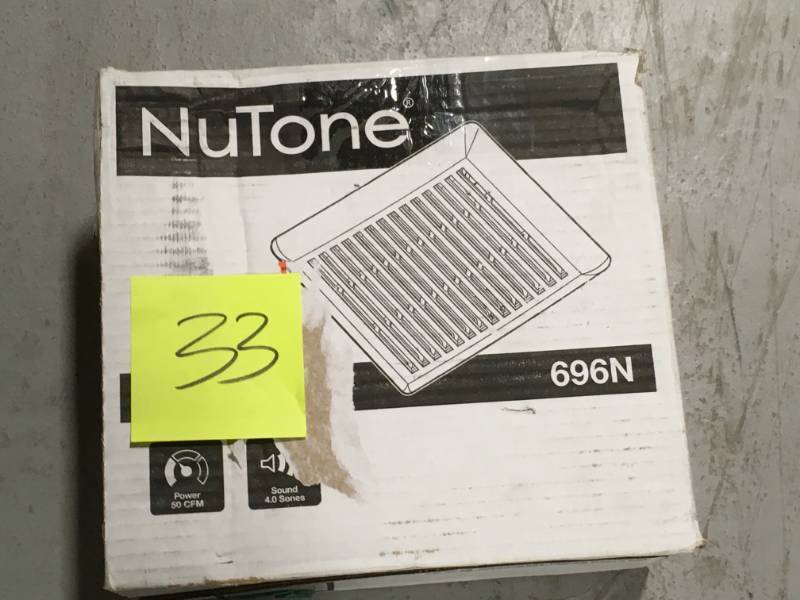 NuTone®
33
696N
Power
50 CFM
Sound
4.0 Sones